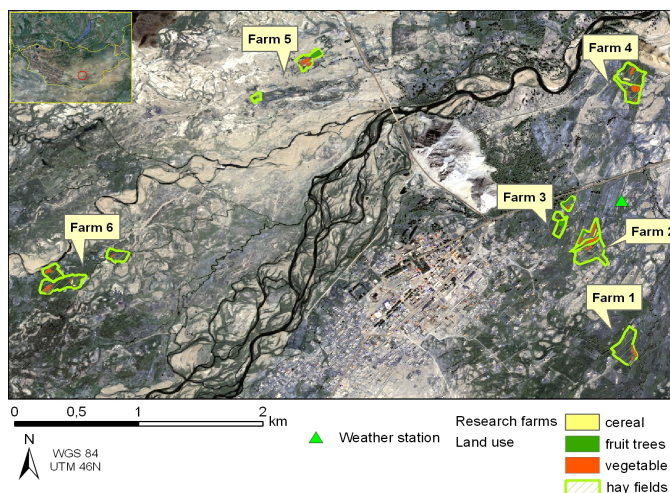 Farm 5
Farm 4
Farm 3
Farm 2
Farm 6
Farm 1
0 0,5 1 2
km
N
WGS 84
UTM 46N
Weather station
Research farms
Land use
cereal
fruit trees
vegetable
hay fields